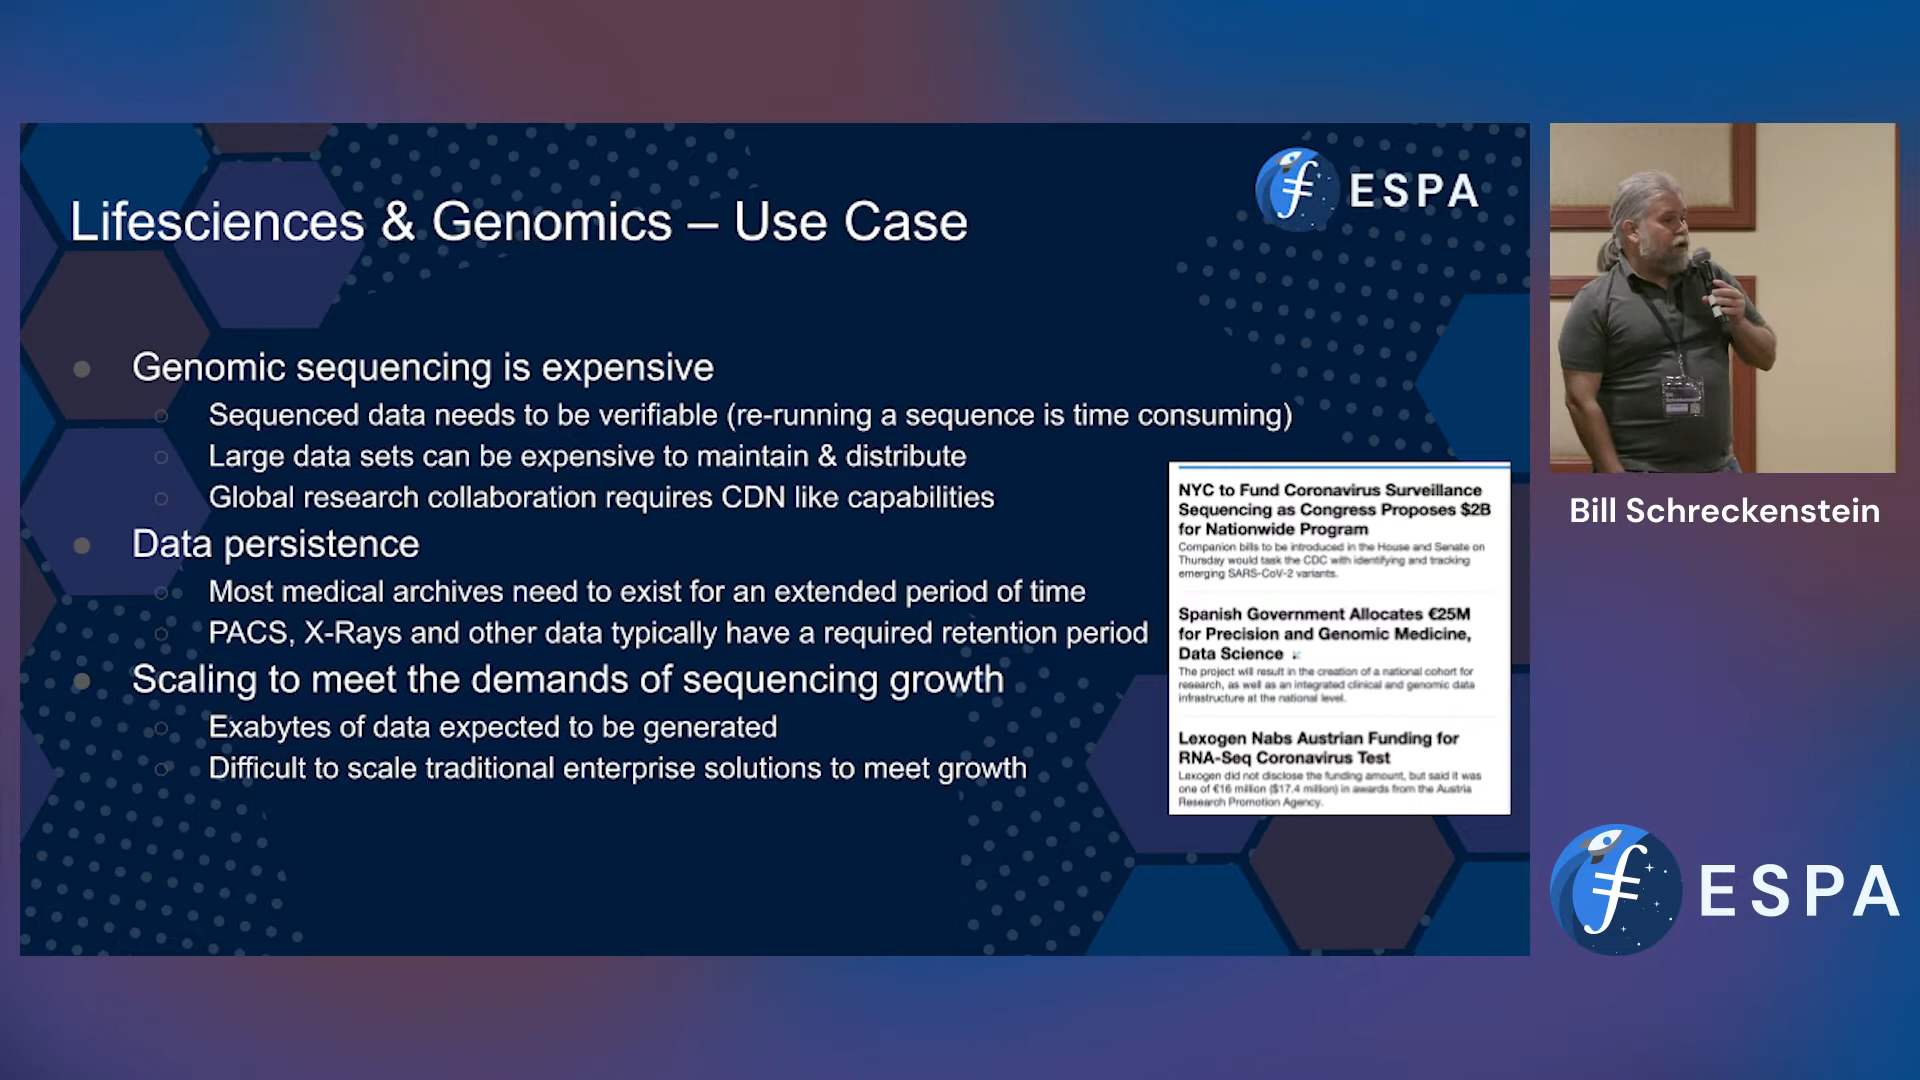 Lifesciences & Genomics – Use Case
ESPA
Genomic sequencing is expensive
Sequenced data needs to be verifiable (re-running a sequence is time consuming)
Large data sets can be expensive to maintain & distribute
Global research collaboration requires CDN like capabilities
Data persistence
Most medical archives need to exist for an extended period of time
PACS, X-Rays and other data typically have a required retention period
Scaling to meet the demands of sequencing growth
Exabytes of data expected to be generated
Difficult to scale traditional enterprise solutions to meet growth
NYC to Fund Coronavirus Surveillance
Sequencing as Congress Proposes $2B
for Nationwide Program
Companion bills to be introduced in the House and Senate on
Thursday would task the CDC with identifying and tracking
emerging SARS-CoV-2 variants.
Spanish Government Allocates €25M
for Precision and Genomic Medicine,
Data Science
The project will result in the creation of a national cohort for
research, as well as an integrated clinical and genomic data
infrastructure at the national level.
Lexogen Nabs Austrian Funding for
RNA-Seq Coronavirus Test
Lexogen did not disclose the funding amount, but said it was
one of €16 million ($17.4 million) in awards from the Austria
Research Promotion Agency.
Bill Schreckenstein
ESPA